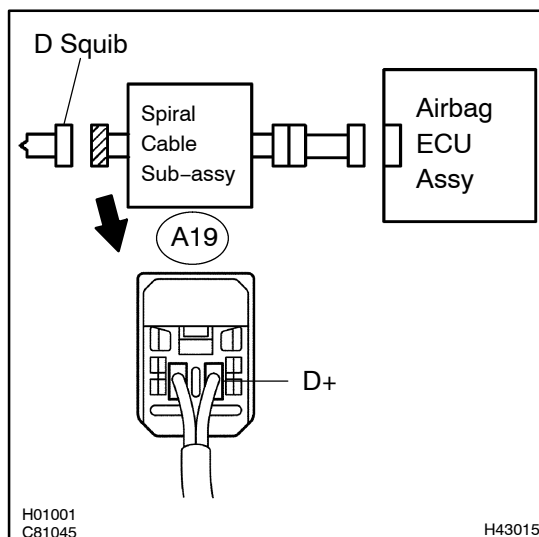 D Squib
Spiral
Cable
Sub−assy
Airbag
ECU
Assy
A19
D+
H01001
C81045
H43015